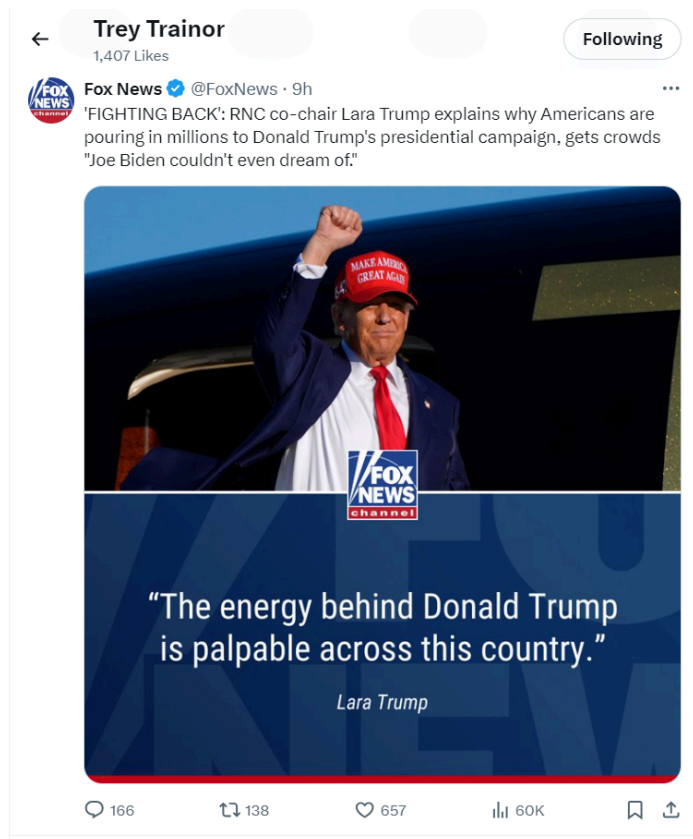 Trey Trainor
1,407 Likes
Following
FOX
NEWS
channel
Fox News @FoxNews · 9h
'FIGHTING BACK': RNC co-chair Lara Trump explains why Americans are
pouring in millions to Donald Trump's presidential campaign, gets crowds
"Joe Biden couldn't even dream of."
MAKE AMERICA
GREAT AGAIN
FOX
NEWS
channel
“The energy behind Donald Trump
is palpable across this country.”
Lara Trump
166
138
657
60K